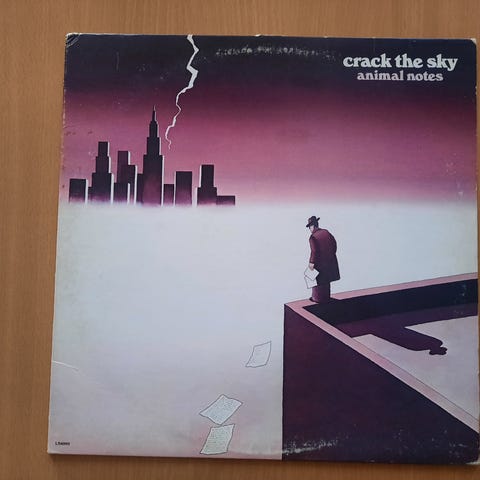 crack the sky
animal notes